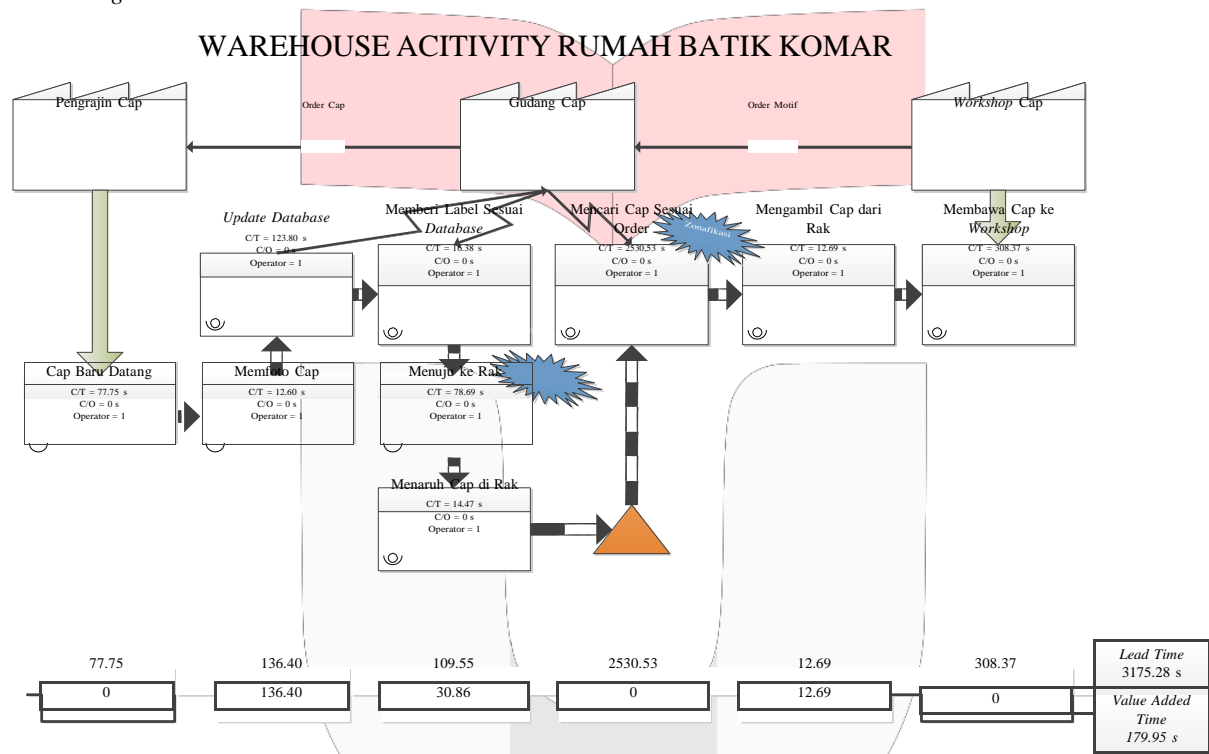 WAREHOUSE ACITIVITY RUMAH BATIK KOMAR
Pengrajin Cap
Order Cap
Gudang Cap
Order Motif
Workshop Cap
Update Database
C/T = 123.80 s
C/O = 0 s
Operator = 1
Memberi Label Sesuai
Database
C/T = 16.38 s
C/O = 0 s
Operator = 1
Mencari Cap Sesuai
Order
C/T = 2530,53 s
C/O = 0 s
Operator = 1
Zonafikasi
Mengambil Cap dari
Rak
C/T = 12.69 s
C/O = 0 s
Operator = 1
Membawa Cap ke
Workshop
C/T = 308.37 s
C/O = 0 s
Operator = 1
Cap Baru Datang
C/T = 77.75 s
C/O = 0 s
Operator = 1
Memfoto Cap
C/T = 12.60 s
C/O = 0 s
Operator = 1
Menuju ke Rak
C/T = 78.69 s
C/O = 0 s
Operator = 1
Menaruh Cap di Rak
C/T = 14.47 s
C/O = 0 s
Operator = 1
77.75
136.40
109.55
2530.53
12.69
308.37
0
136.40
30.86
0
12.69
0
Lead Time
3175.28 s
Value Added
Time
179.95 s